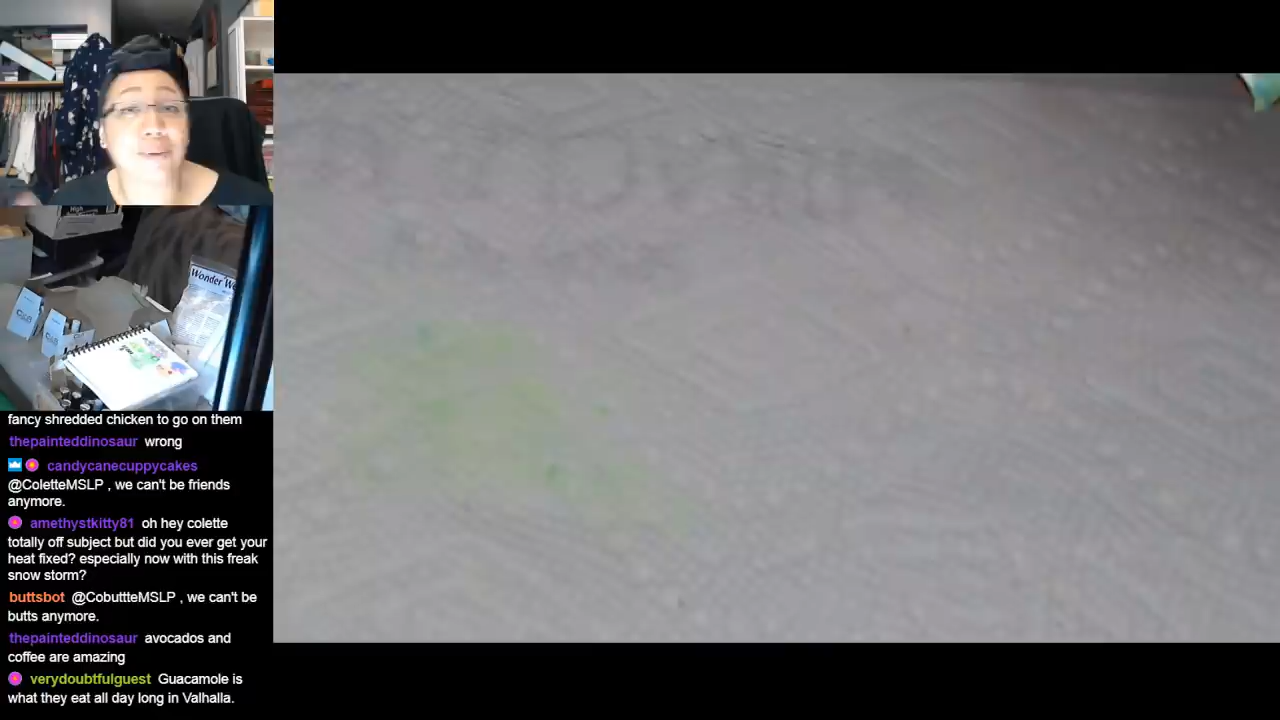 High
Wonder We
fancy shredded chicken to go on them
thepainteddinosaur wrong
candycanecuppycakes
@ColetteMSLP , we can't be friends
anymore.
amethystkitty81 oh hey colette
totally off subject but did you ever get your
heat fixed? especially now with this freak
snow storm?
buttsbot @CobuttteMSLP , we can't be
butts anymore.
thepainteddinosaur avocados and
coffee are amazing
verydoubtfulguest Guacamole is
what they eat all day long in Valhalla.